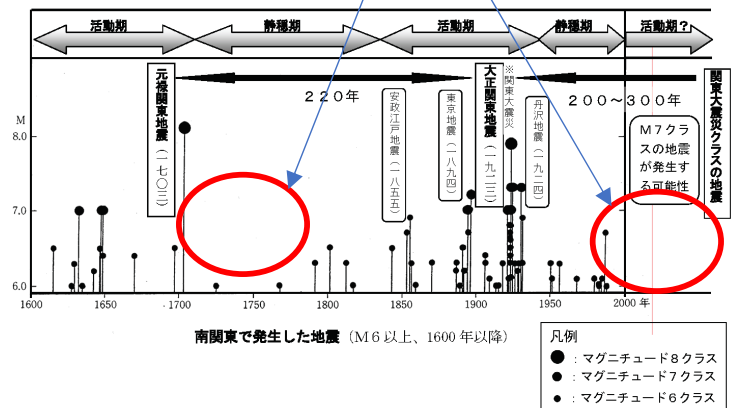 活動期
静穏期
活動期
静穏期
活動期？
元禄関東地震（一七〇三）
２２０年
安政江戸地震（一八五五）
東京地震（一八九四）
大正関東地震（一九二三）
※関東大震災
丹沢地震（一九二四）
２００～３００年
Ｍ７クラ
スの地震
が発生す
る可能性
関東大震災クラスの地震
M
8.0
7.0
6.0
1600
1650
1700
1750
1800
1850
1900
1950
2000 年
南関東で発生した地震（Ｍ６以上、1600 年以降）
凡例
：マグニチュード８クラス
：マグニチュード７クラス
：マグニチュード６クラス